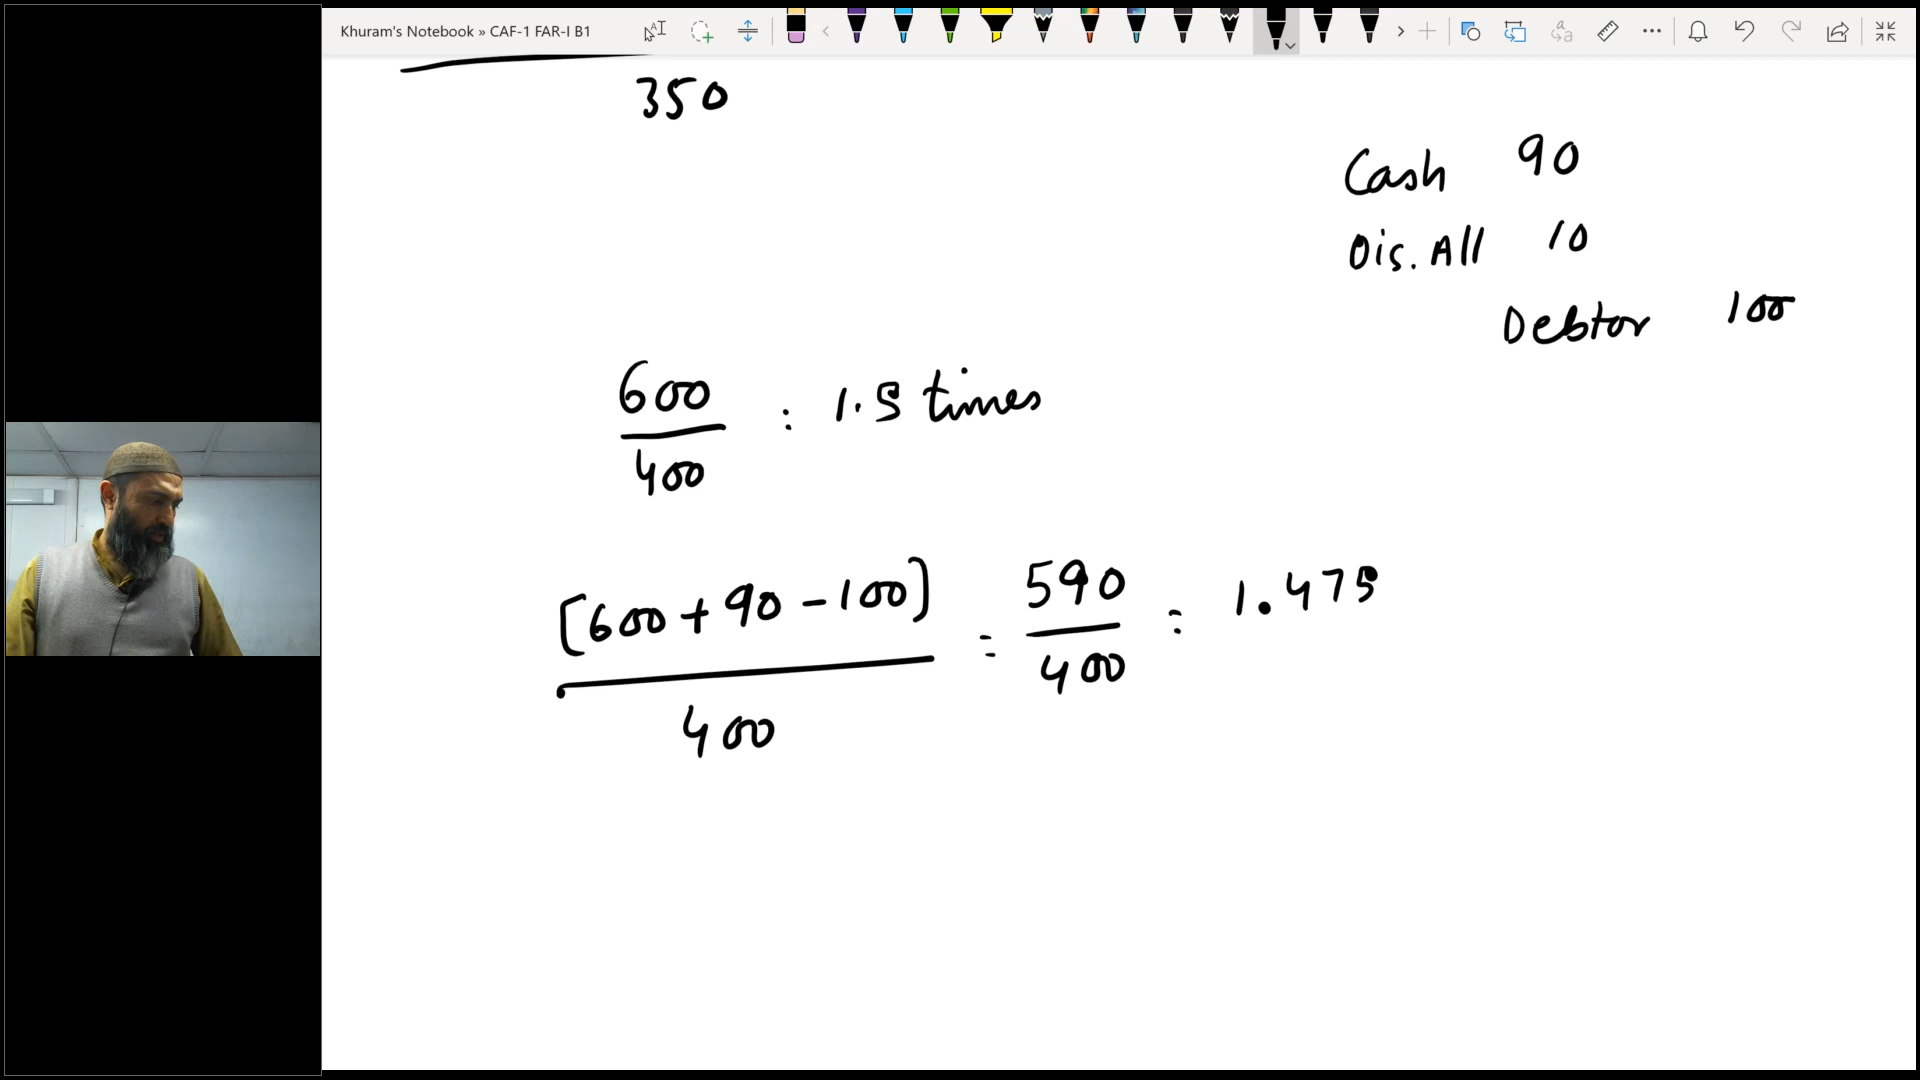 Khuram's Notebook » CAF-1 FAR-I B1
350
Cash 90
Dis. All 10
Debtor 100
600
400
: 1.5 times
[600 + 90 - 100]
400
= 590
400
= 1.475